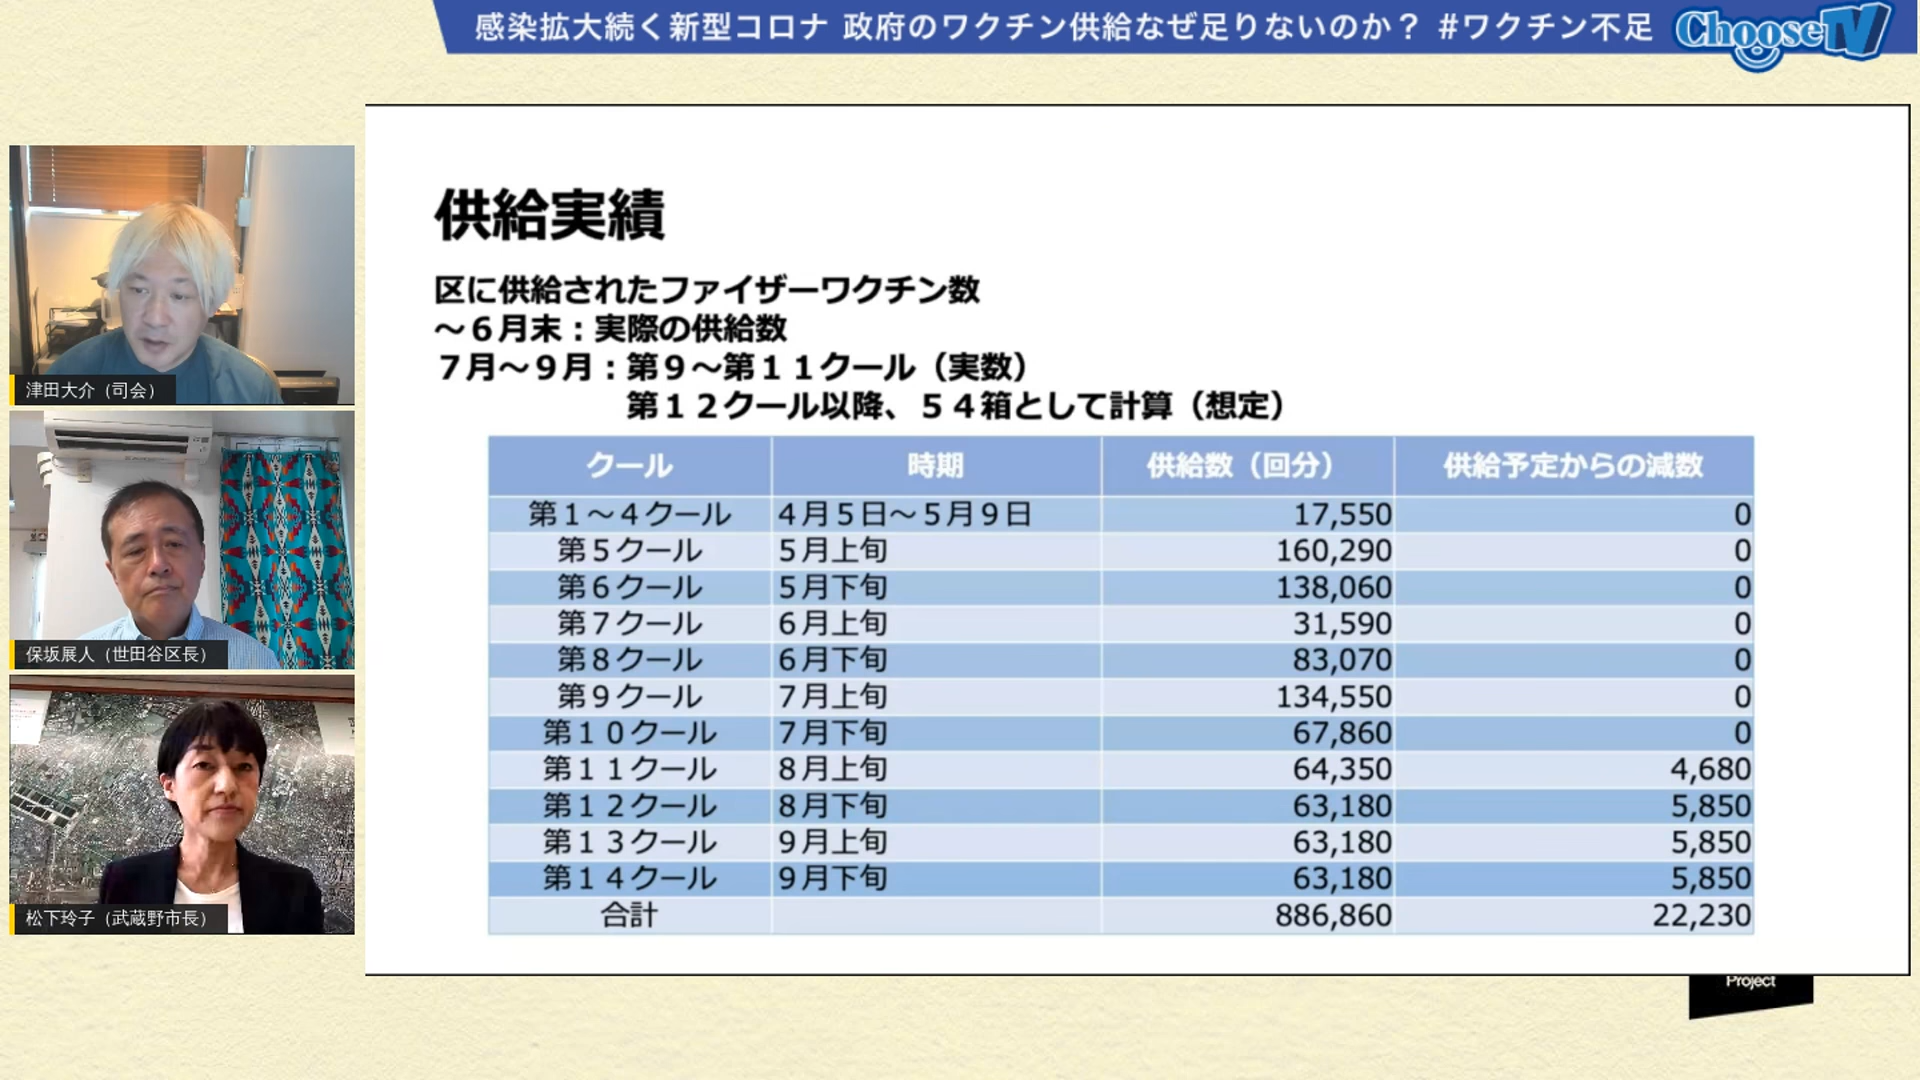 感染拡大続く新型コロナ 政府のワクチン供給なぜ足りないのか？ #ワクチン不足
ChooseTV
供給実績
区に供給されたファイザーワクチン数
～６月末：実際の供給数
７月～９月：第９～第１１クール（実数）
第１２クール以降、５４箱として計算（想定）
クール 時期 供給数（回分） 供給予定からの減数
第１～４クール ４月５日～５月９日 17,550 0
第５クール ５月上旬 160,290 0
第６クール ５月下旬 138,060 0
第７クール ６月上旬 31,590 0
第８クール ６月下旬 83,070 0
第９クール ７月上旬 134,550 0
第１０クール ７月下旬 67,860 0
第１１クール ８月上旬 64,350 4,680
第１２クール ８月下旬 63,180 5,850
第１３クール ９月上旬 63,180 5,850
第１４クール ９月下旬 63,180 5,850
合計 886,860 22,230
津田大介（司会）
保坂展人（世田谷区長）
松下玲子（武蔵野市長）
Project